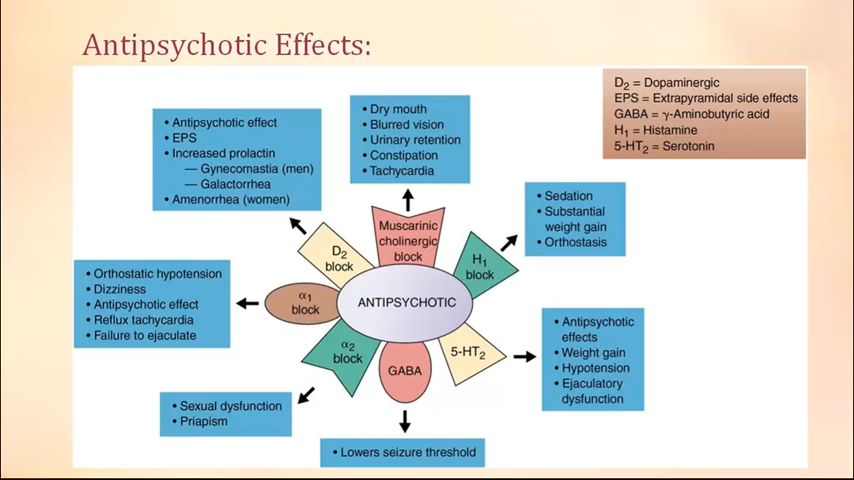 Antipsychotic Effects:
D2 = Dopaminergic
EPS = Extrapyramidal side effects
GABA = γ-Aminobutyric acid
H1 = Histamine
5-HT2 = Serotonin
• Antipsychotic effect
• EPS
• Increased prolactin
— Gynecomastia (men)
— Galactorrhea
• Amenorrhea (women)
• Dry mouth
• Blurred vision
• Urinary retention
• Constipation
• Tachycardia
• Sedation
• Substantial
weight gain
• Orthostasis
D2
block
Muscarinic
cholinergic
block
H1
block
• Orthostatic hypotension
• Dizziness
• Antipsychotic effect
• Reflux tachycardia
• Failure to ejaculate
α1
block
ANTIPSYCHOTIC
α2
block
GABA
5-HT2
• Antipsychotic
effects
• Weight gain
• Hypotension
• Ejaculatory
dysfunction
• Sexual dysfunction
• Priapism
• Lowers seizure threshold